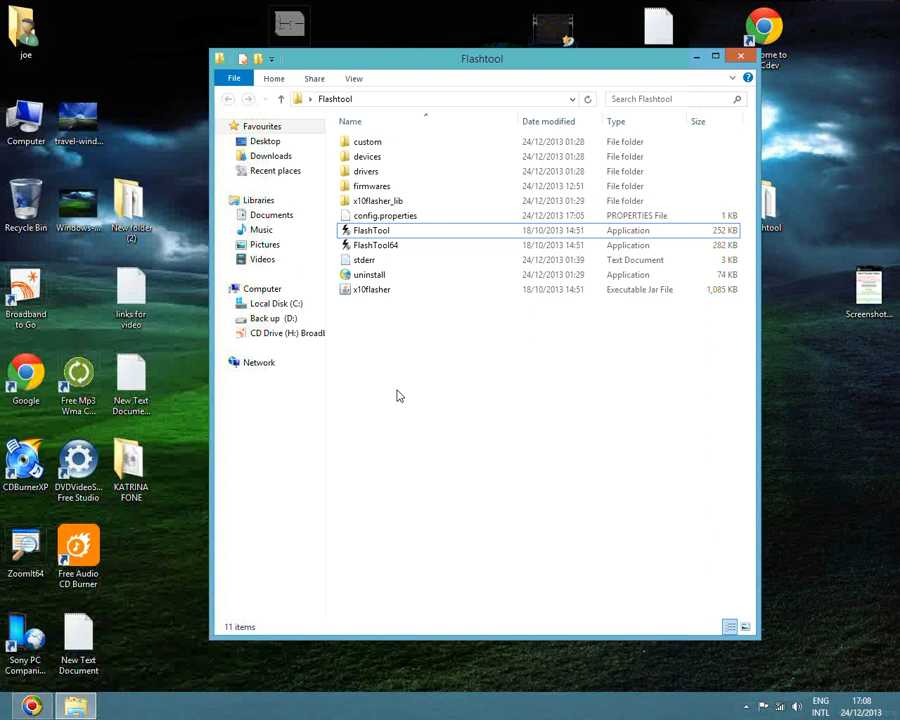 joe
Computer
travel-wind...
Recycle Bin
Windows-...
New folder
(2)
Broadband
to Go
links for
video
Google
Free Mp3
Wma C...
New Text
Docume...
CDBurnerXP
DVDVideoS...
Free Studio
KATRINA
FONE
ZoomIt64
Free Audio
CD Burner
Sony PC
Compani...
New Text
Document
Flashtool
File
Home
Share
View
Flashtool
Search Flashtool
Favourites
Desktop
Downloads
Recent places
Libraries
Documents
Music
Pictures
Videos
Computer
Local Disk (C:)
Back up (D:)
CD Drive (H:) Broadb
Network
Name
Date modified
Type
Size
custom 24/12/2013 01:28 File folder
devices 24/12/2013 01:28 File folder
drivers 24/12/2013 01:28 File folder
firmwares 24/12/2013 12:51 File folder
x10flasher_lib 24/12/2013 01:28 File folder
config.properties 24/12/2013 17:05 PROPERTIES File 1 KB
FlashTool 18/10/2013 14:51 Application 252 KB
FlashTool64 18/10/2013 14:51 Application 282 KB
stderr 24/12/2013 01:39 Text Document 3 KB
uninstall 24/12/2013 01:29 Application 74 KB
x10flasher 18/10/2013 14:51 Executable Jar File 1,085 KB
11 items
ome to
Cdev
htool
Screenshot...
ENG
INTL
17:08
24/12/2013